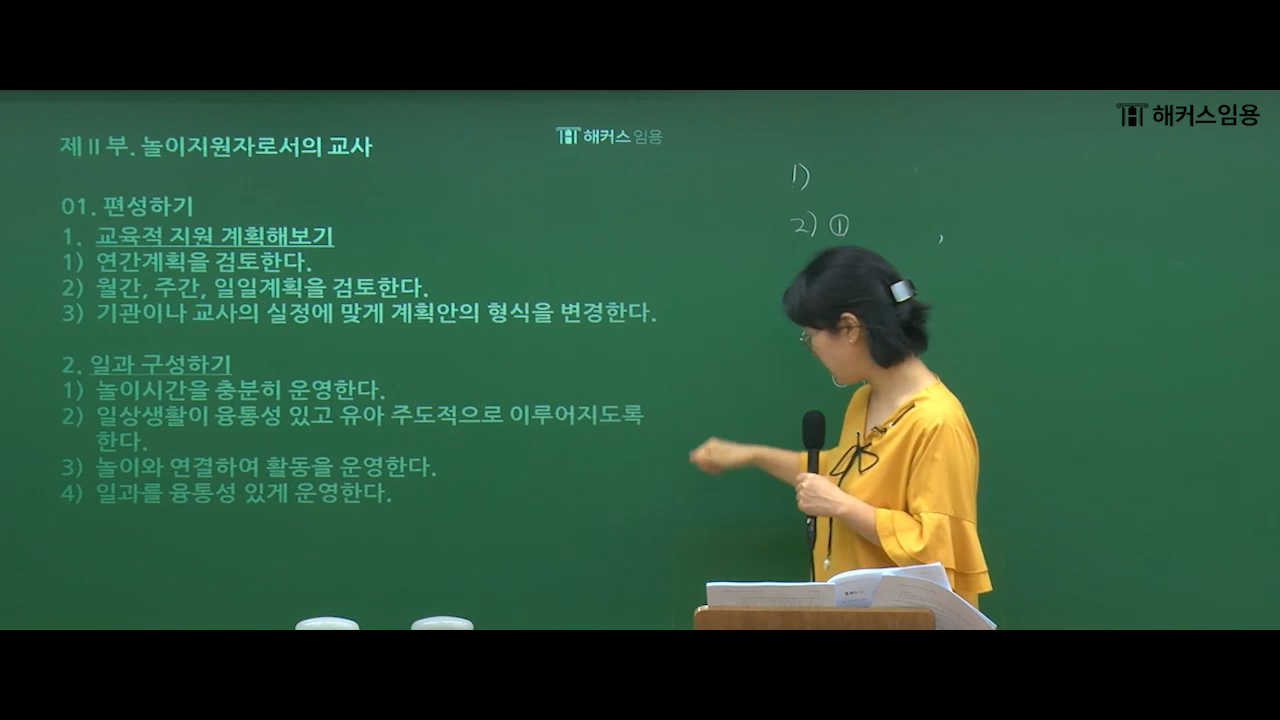 해커스임용
제 II 부. 놀이지원자로서의 교사
해커스임용
01. 편성하기
1. 교육적 지원 계획해보기
1) 연간계획을 검토한다.
2) 월간, 주간, 일일계획을 검토한다.
3) 기관이나 교사의 실정에 맞게 계획안의 형식을 변경한다.
2. 일과 구성하기
1) 놀이시간을 충분히 운영한다.
2) 일상생활이 융통성 있고 유아 주도적으로 이루어지도록
한다.
3) 놀이와 연결하여 활동을 운영한다.
4) 일과를 융통성 있게 운영한다.
1)
2) ① ,